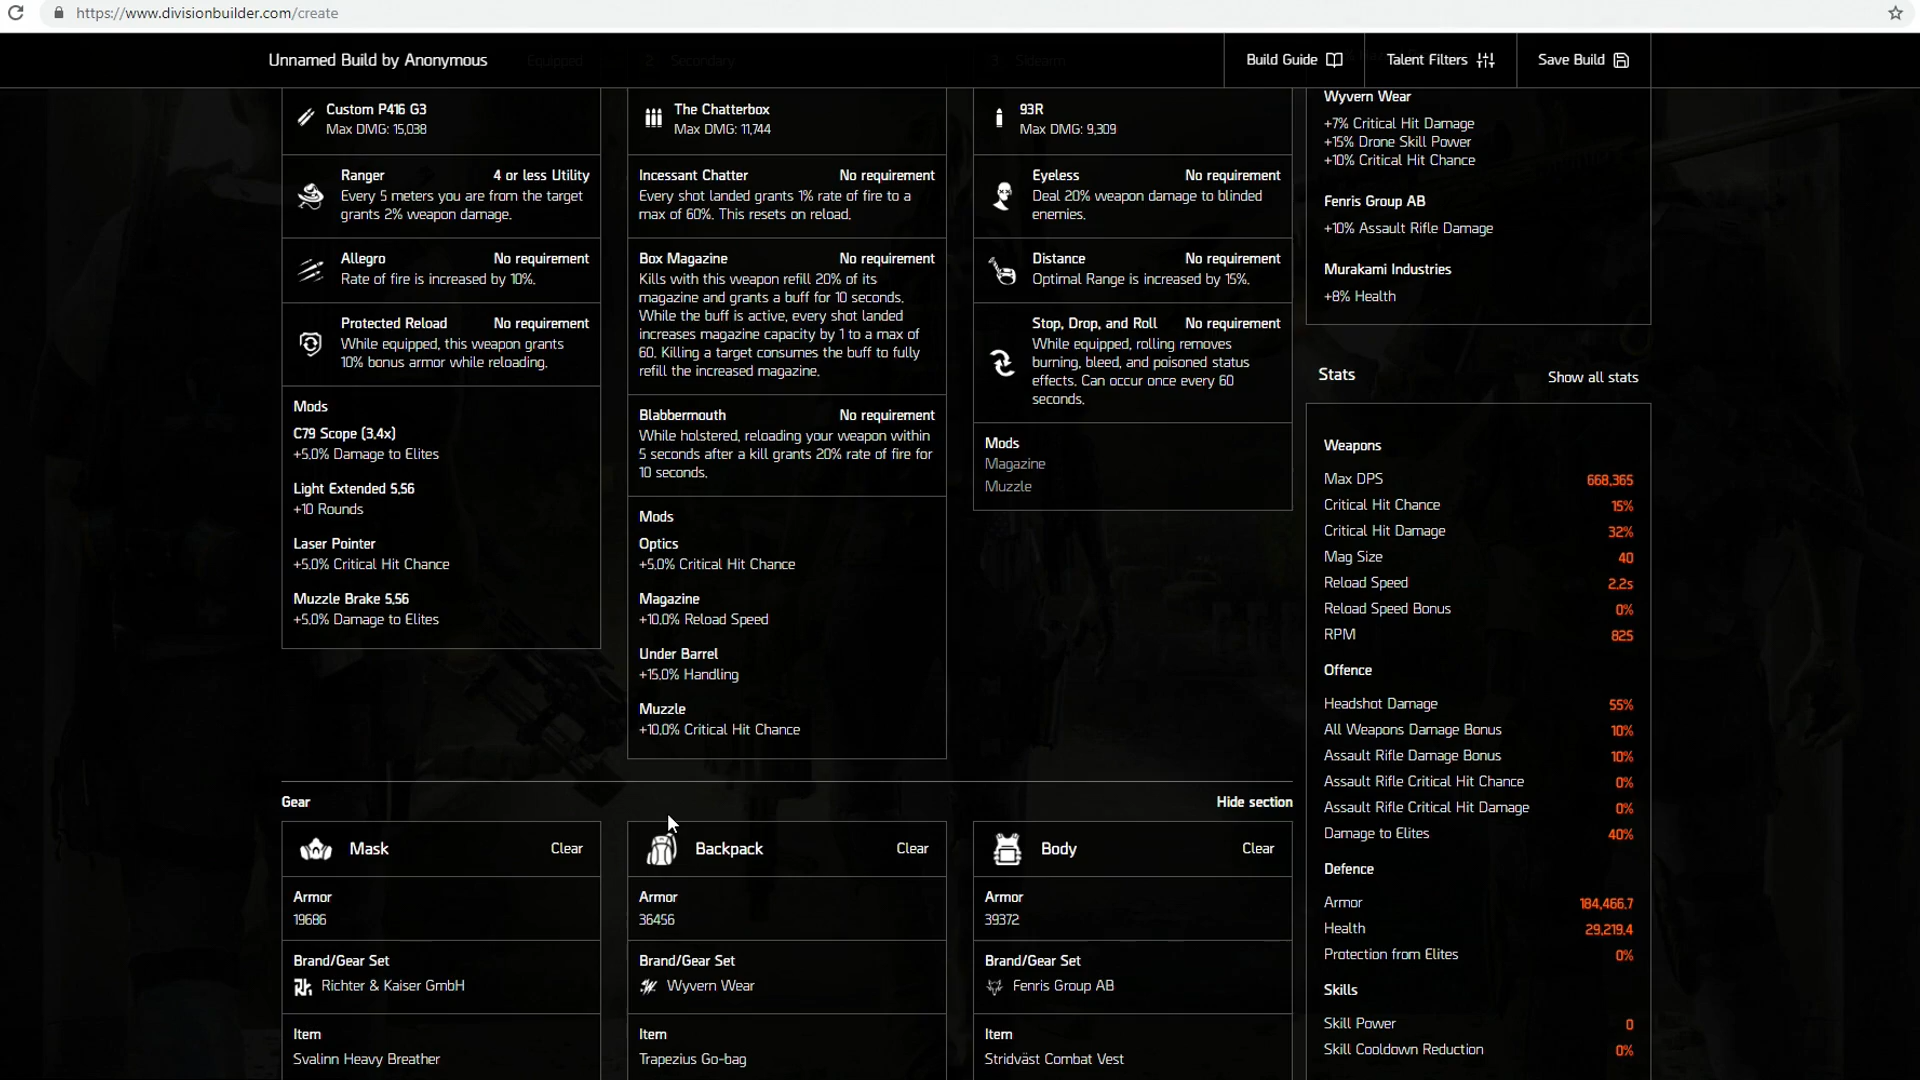 https://www.divisionbuilder.com/create
Unnamed Build by Anonymous
Equipped
2 Secondary
3 Sidearm
Build Guide
Talent Filters
Save Build
Custom P416 G3
Max DMG: 15,038
Ranger 4 or less Utility
Every 5 meters you are from the target
grants 2% weapon damage.
Allegro No requirement
Rate of fire is increased by 10%.
Protected Reload No requirement
While equipped, this weapon grants
10% bonus armor while reloading.
Mods
C79 Scope (3.4x)
+5.0% Damage to Elites
Light Extended 5.56
+10 Rounds
Laser Pointer
+5.0% Critical Hit Chance
Muzzle Brake 5.56
+5.0% Damage to Elites
The Chatterbox
Max DMG: 11,744
Incessant Chatter No requirement
Every shot landed grants 1% rate of fire to a
max of 60%. This resets on reload.
Box Magazine No requirement
Kills with this weapon refill 20% of its
magazine and grants a buff for 10 seconds.
While the buff is active, every shot landed
increases magazine capacity by 1 to a max of
60. Killing a target consumes the buff to fully
refill the increased magazine.
Blabbermouth No requirement
While holstered, reloading your weapon within
5 seconds after a kill grants 20% rate of fire for
10 seconds.
Mods
Optics
+5.0% Critical Hit Chance
Magazine
+10.0% Reload Speed
Under Barrel
+15.0% Handling
Muzzle
+10.0% Critical Hit Chance
93R
Max DMG: 9,309
Eyeless No requirement
Deal 20% weapon damage to blinded
enemies.
Distance No requirement
Optimal Range is increased by 15%.
Stop, Drop, and Roll No requirement
While equipped, rolling removes
burning, bleed, and poisoned status
effects. Can occur once every 60
seconds.
Mods
Magazine
Muzzle
Wyvern Wear
+7% Critical Hit Damage
+15% Drone Skill Power
+10% Critical Hit Chance
Fenris Group AB
+10% Assault Rifle Damage
Murakami Industries
+8% Health
Stats Show all stats
Weapons
Max DPS 668,365
Critical Hit Chance 15%
Critical Hit Damage 32%
Mag Size 40
Reload Speed 2.2s
Reload Speed Bonus 0%
RPM 825
Offence
Headshot Damage 55%
All Weapons Damage Bonus 10%
Assault Rifle Damage Bonus 10%
Assault Rifle Critical Hit Chance 0%
Assault Rifle Critical Hit Damage 0%
Damage to Elites 40%
Defence
Armor 184,466.7
Health 29,219.4
Protection from Elites 0%
Skills
Skill Power 0
Skill Cooldown Reduction 0%
Gear Hide section
Mask Clear
Armor
19686
Brand/Gear Set
Richter & Kaiser GmbH
Item
Svalinn Heavy Breather
Backpack Clear
Armor
36456
Brand/Gear Set
Wyvern Wear
Item
Trapezius Go-bag
Body Clear
Armor
39372
Brand/Gear Set
Fenris Group AB
Item
Stridväst Combat Vest